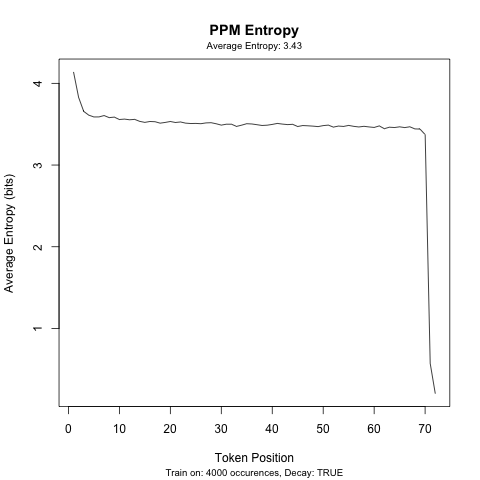 PPM Entropy
Average Entropy: 3.43
4
3
2
1
Average Entropy (bits)
0 10 20 30 40 50 60 70
Token Position
Train on: 4000 occurences, Decay: TRUE